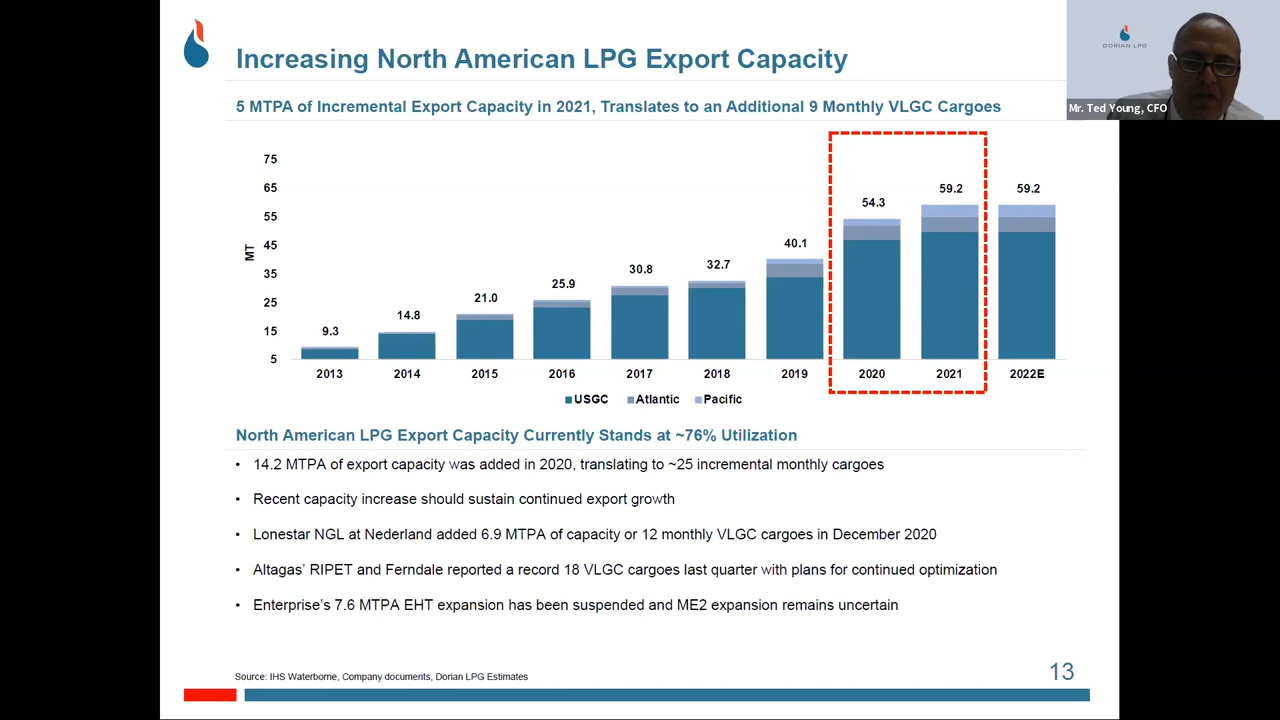 Increasing North American LPG Export Capacity
DORIAN LPG
Mr. Ted Young, CFO
5 MTPA of Incremental Export Capacity in 2021, Translates to an Additional 9 Monthly VLGC Cargoes
MT
75
65
55
45
35
25
15
5
9.3
14.8
21.0
25.9
30.8
32.7
40.1
54.3
59.2
59.2
2013 2014 2015 2016 2017 2018 2019 2020 2021 2022E
USGC Atlantic Pacific
North American LPG Export Capacity Currently Stands at ~76% Utilization
• 14.2 MTPA of export capacity was added in 2020, translating to ~25 incremental monthly cargoes
• Recent capacity increase should sustain continued export growth
• Lonestar NGL at Nederland added 6.9 MTPA of capacity or 12 monthly VLGC cargoes in December 2020
• Altagas’ RIPET and Ferndale reported a record 18 VLGC cargoes last quarter with plans for continued optimization
• Enterprise’s 7.6 MTPA EHT expansion has been suspended and ME2 expansion remains uncertain
Source: IHS Waterborne, Company documents, Dorian LPG Estimates
13